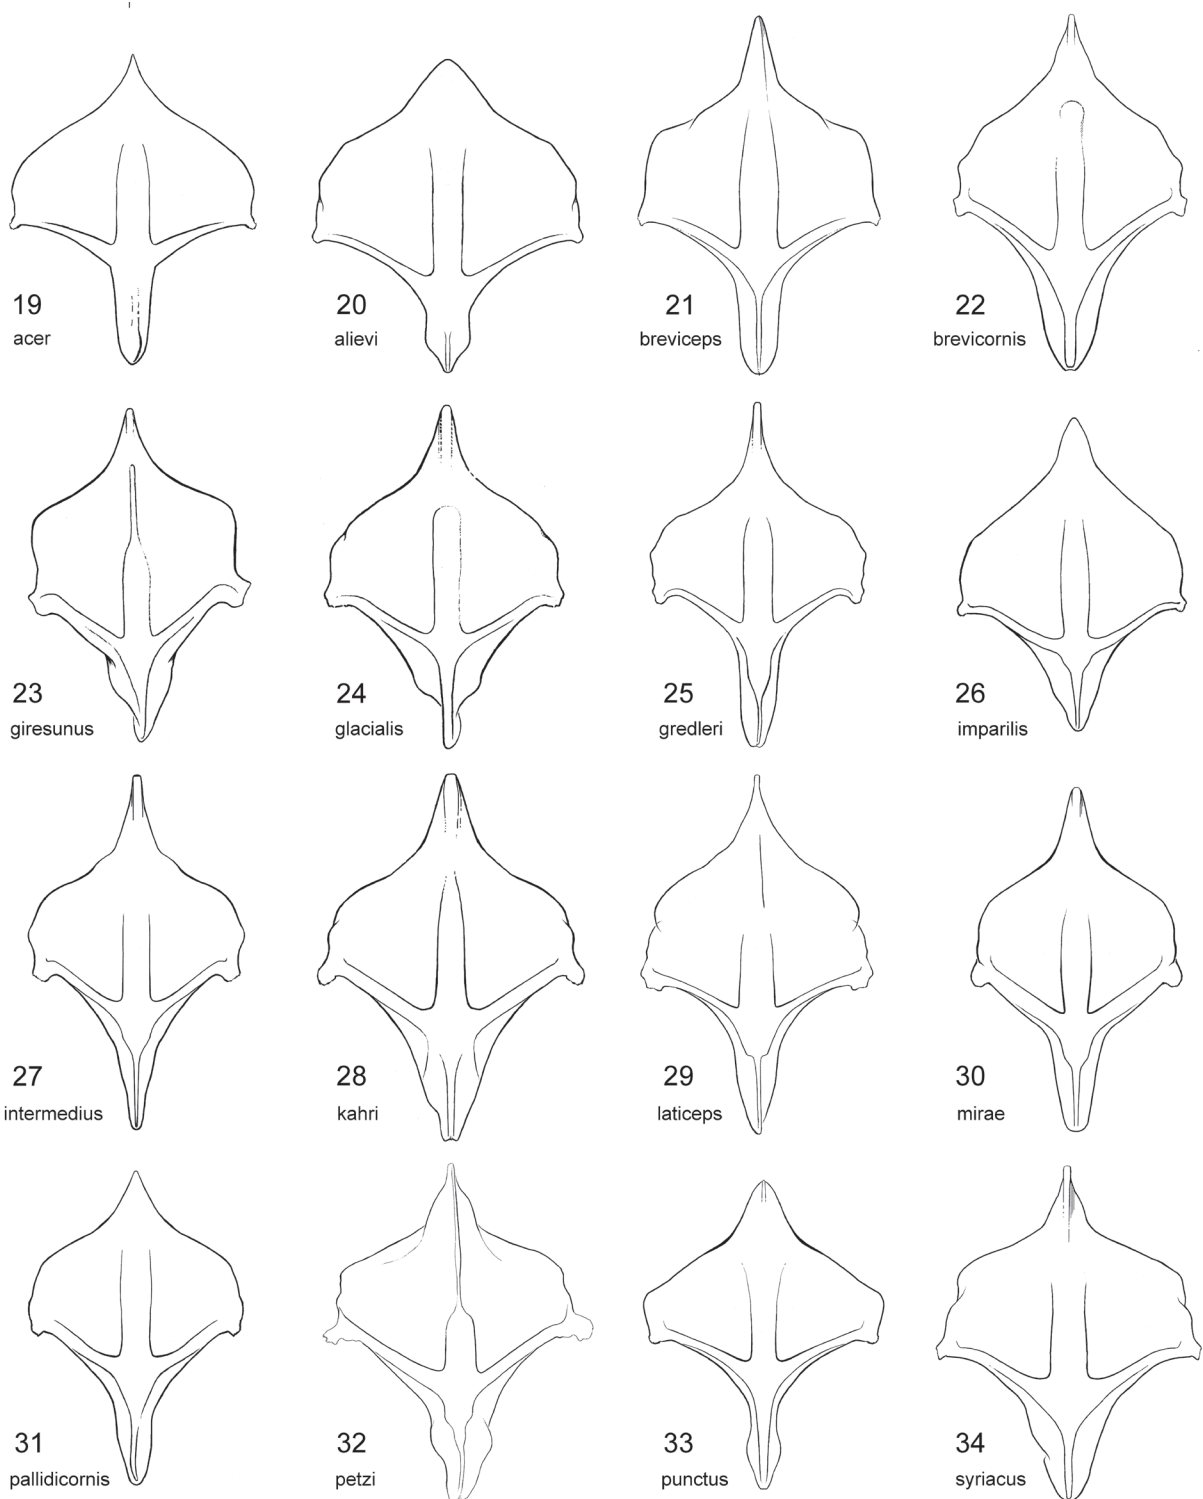 19
acer
20
alievi
21
breviceps
22
brevicornis
23
giresunus
24
glacialis
25
gredleri
26
imparilis
27
intermedius
28
kahri
29
laticeps
30
mirae
31
pallidicornis
32
petzi
33
punctus
34
syriacus